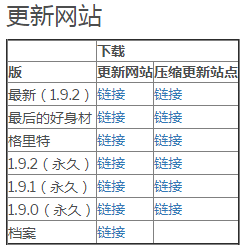 更新网站
下载
版 更新网站 压缩更新站点
最新（1.9.2） 链接 链接
最后的好身材 链接 链接
格里特 链接 链接
1.9.2（永久） 链接 链接
1.9.1（永久） 链接 链接
1.9.0（永久） 链接 链接
档案 链接